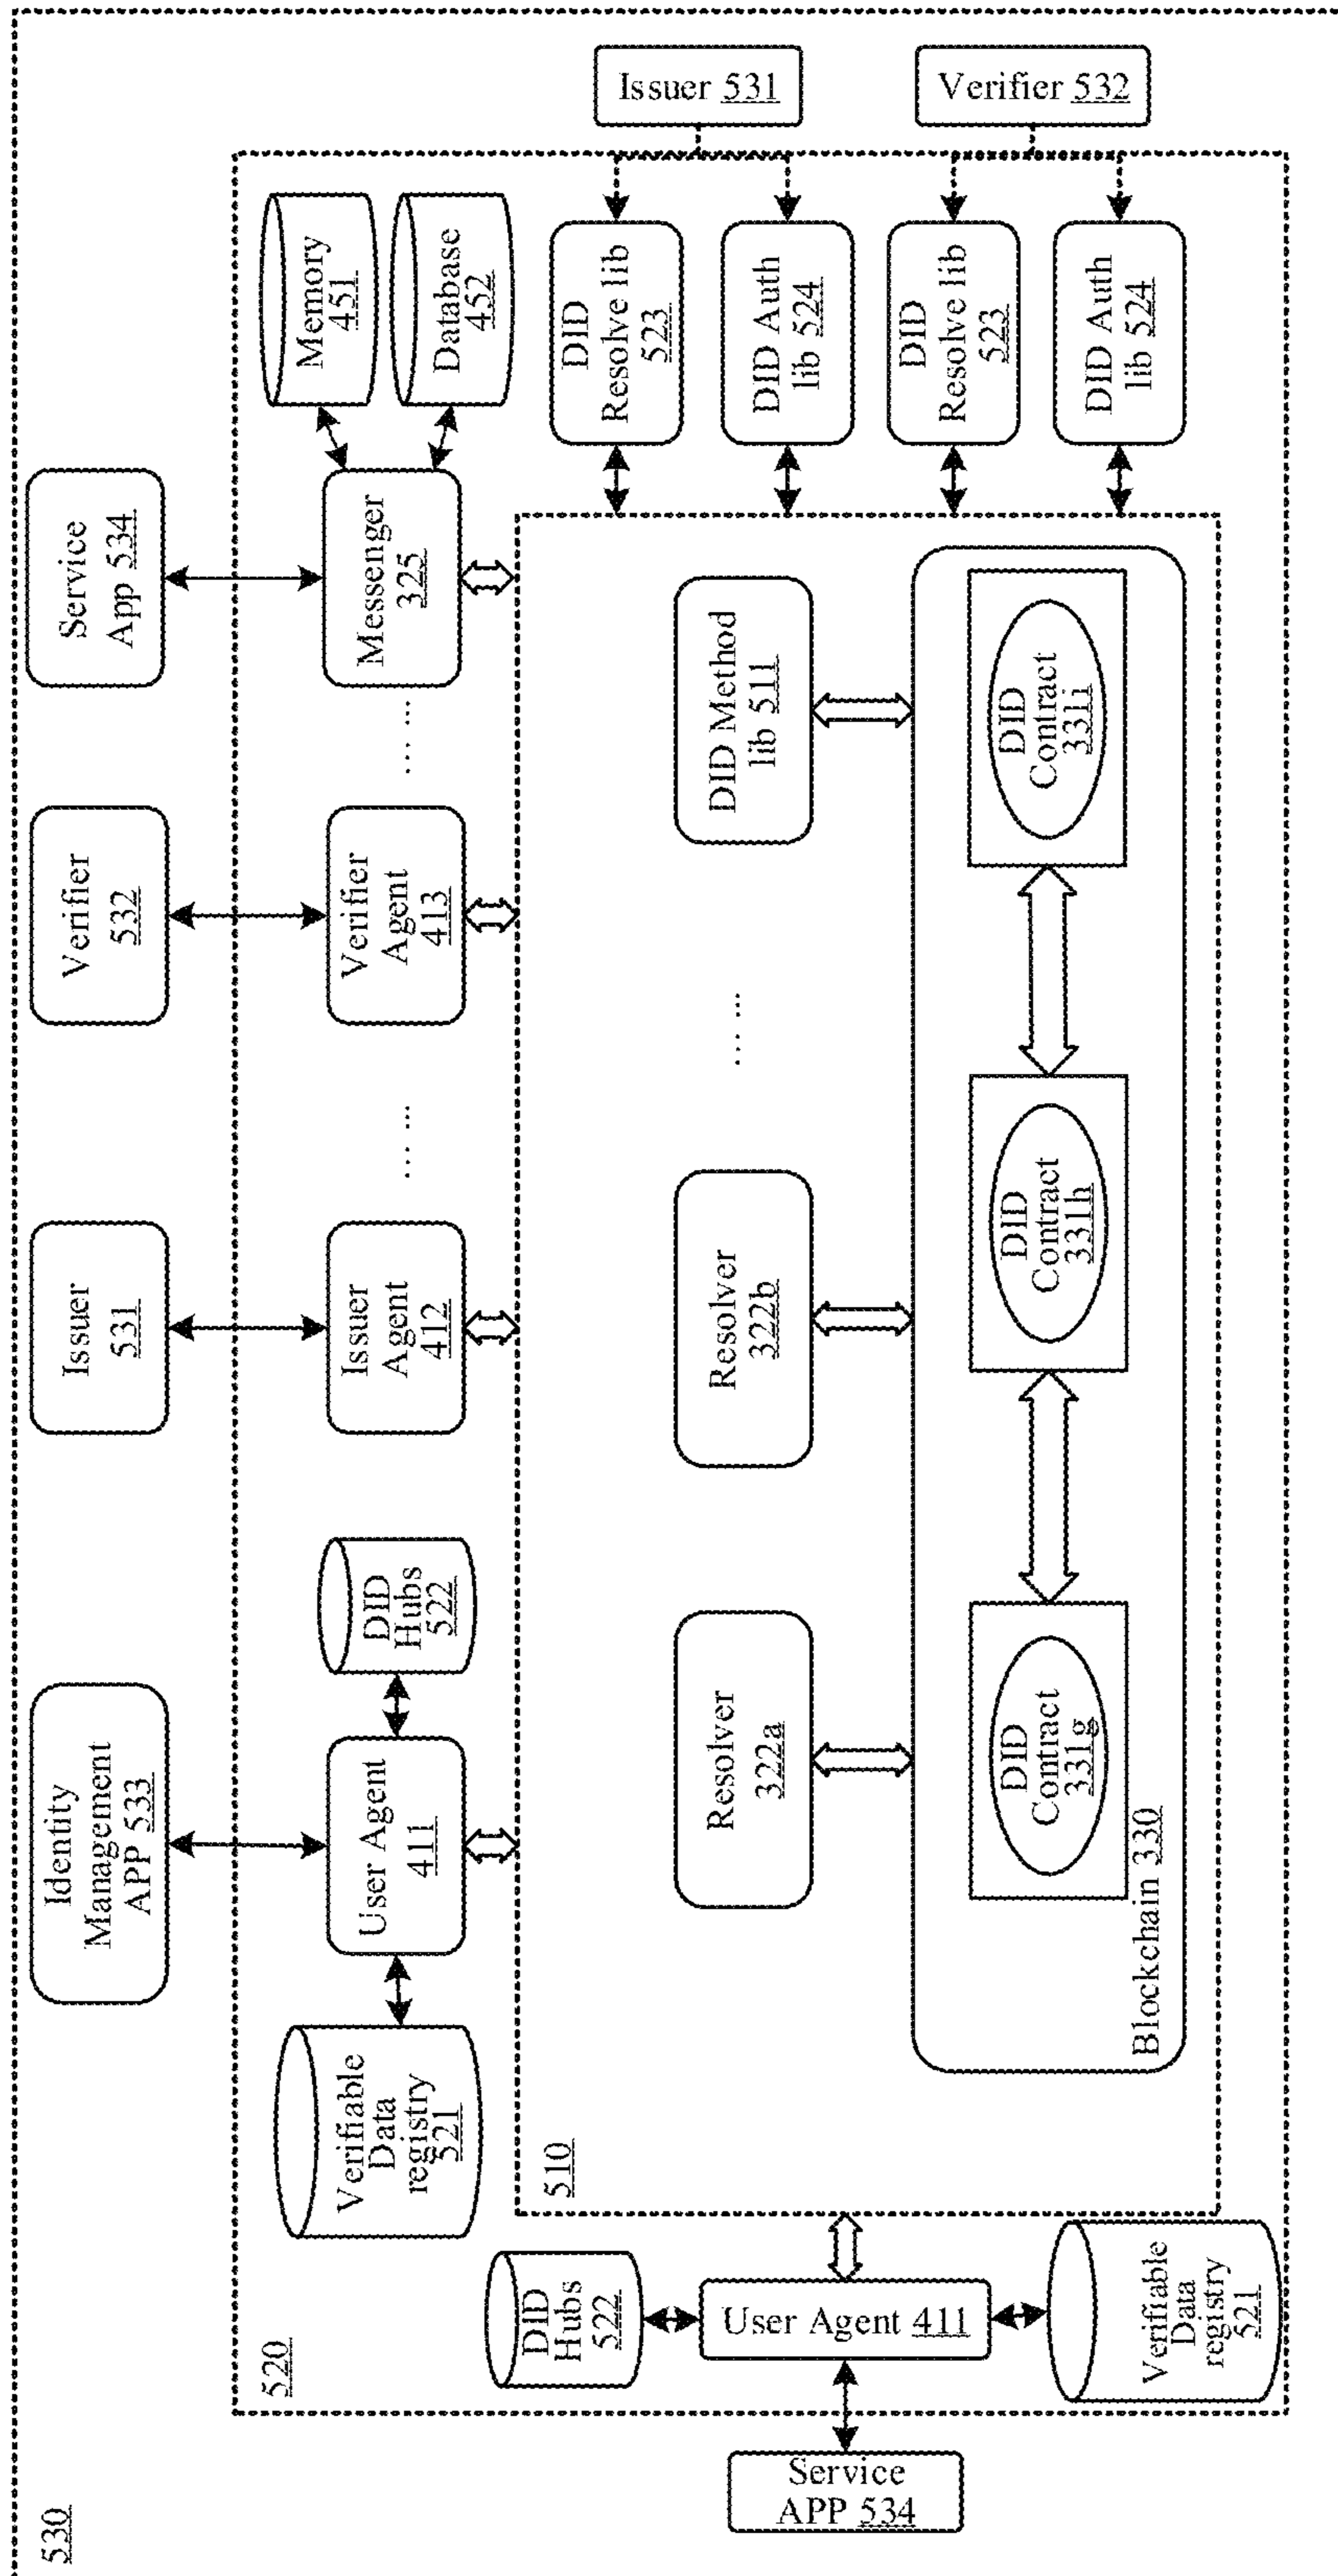 530
Identity
Management
APP 533
Issuer
531
Verifier
532
Service
App 534
520
Verifiable
Data
registry
521
User Agent
411
DID
Hubs
522
Issuer
Agent
412
... ...
Verifier
Agent
413
... ...
Messenger
325
Memory
451
Database
452
Service
APP 534
DID
Hubs
522
User Agent 411
Verifiable
Data
registry
521
510
Resolver
322a
Resolver
322b
... ...
DID Method
lib 511
Blockchain 330
DID
Contract
331g
DID
Contract
331h
DID
Contract
331i
DID
Resolve lib
523
DID Auth
lib 524
DID
Resolve lib
523
DID Auth
lib 524
Issuer 531
Verifier 532